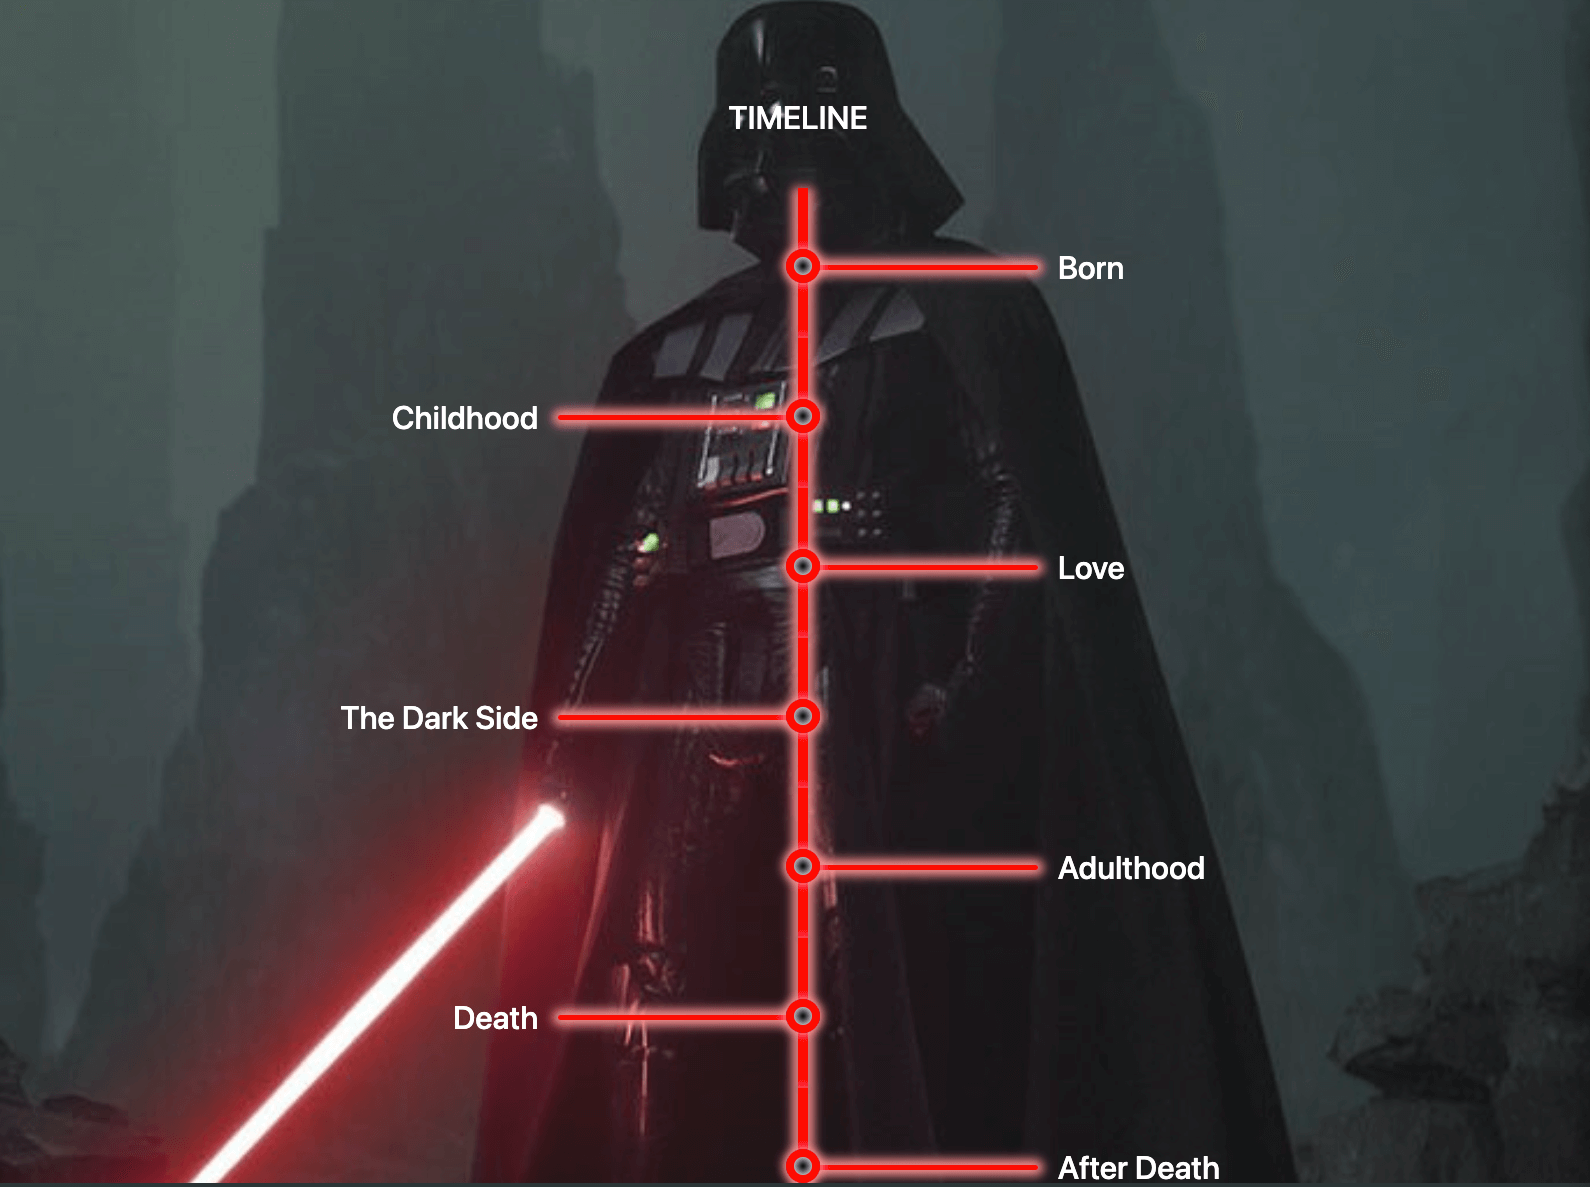 TIMELINE
Born
Childhood
Love
The Dark Side
Adulthood
Death
After Death